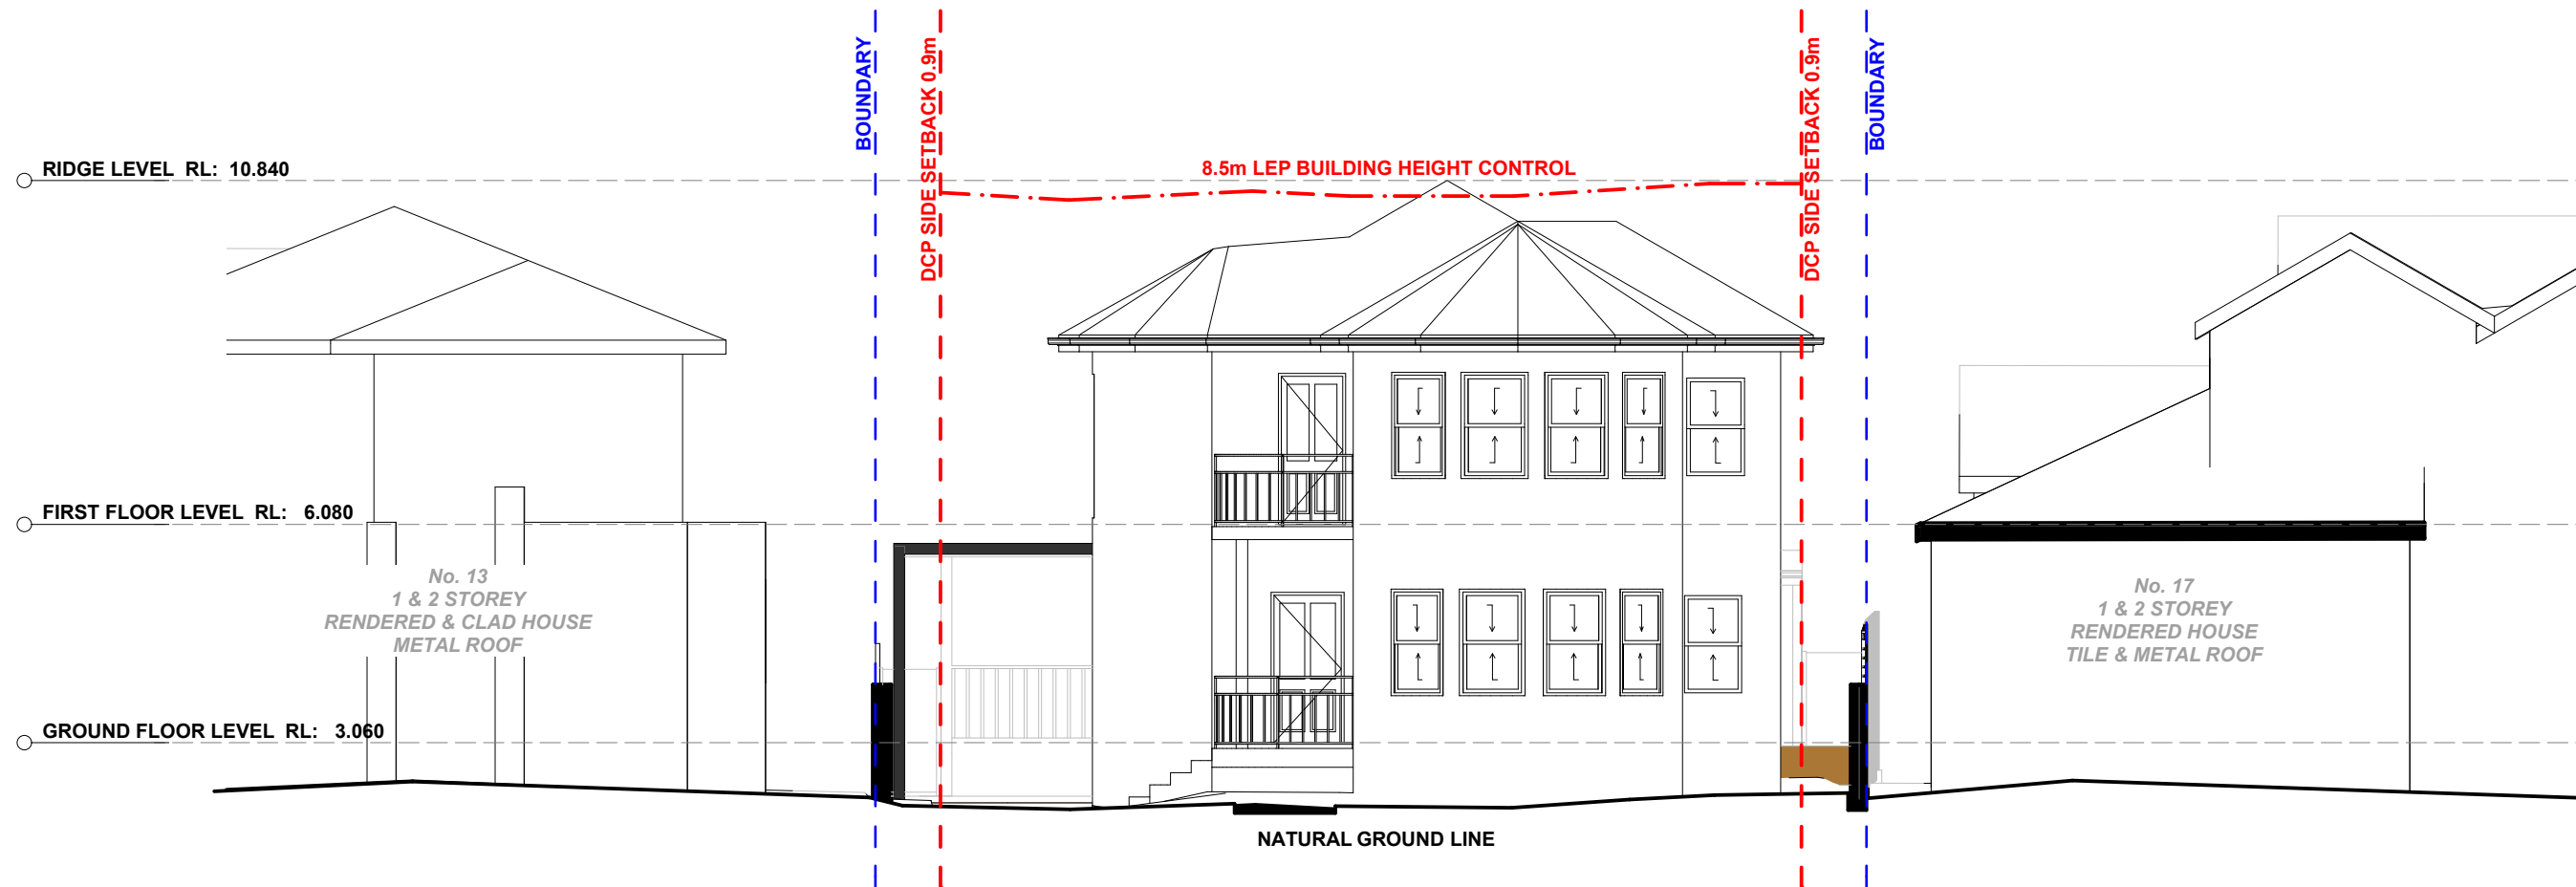 BOUNDARY
DCP SIDE SETBACK 0.9m
DCP SIDE SETBACK 0.9m
BOUNDARY
RIDGE LEVEL RL: 10.840
8.5m LEP BUILDING HEIGHT CONTROL
FIRST FLOOR LEVEL RL: 6.080
No. 13
1 & 2 STOREY
RENDERED & CLAD HOUSE
METAL ROOF
No. 17
1 & 2 STOREY
RENDERED HOUSE
TILE & METAL ROOF
GROUND FLOOR LEVEL RL: 3.060
NATURAL GROUND LINE